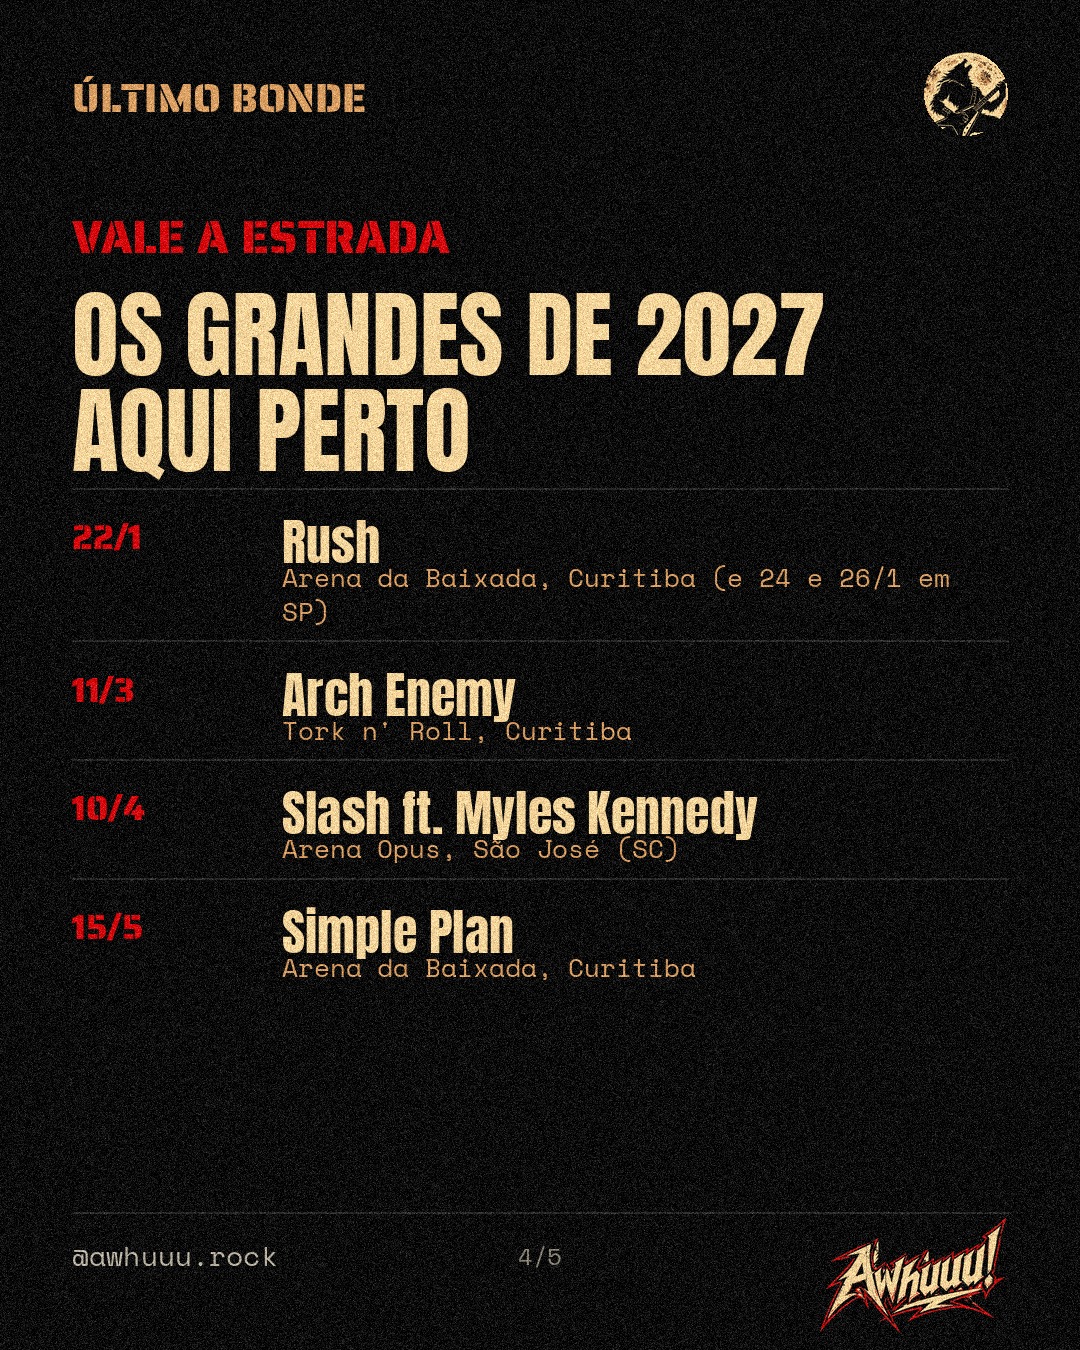 ÚLTIMO BONDE
VALE A ESTRADA
OS GRANDES DE 2027
AQUI PERTO
22/1
Rush
Arena da Baixada, Curitiba (e 24 e 26/1 em
SP)
11/3
Arch Enemy
Tork n' Roll, Curitiba
10/4
Slash ft. Myles Kennedy
Arena Opus, São José (SC)
15/5
Simple Plan
Arena da Baixada, Curitiba
@awhuuu.rock
4/5
Awhuuu!